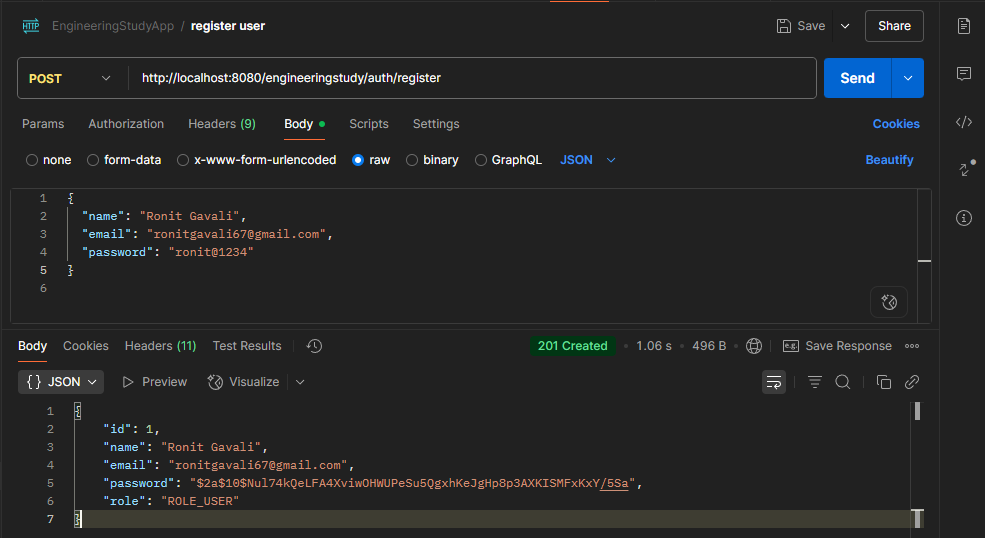 HTTP EngineeringStudyApp / register user Save Share
POST http://localhost:8080/engineeringstudy/auth/register Send
Params Authorization Headers (9) Body Scripts Settings Cookies
none form-data x-www-form-urlencoded raw binary GraphQL JSON Beautify
1 {
2 "name": "Ronit Gavali",
3 "email": "ronitgavali67@gmail.com",
4 "password": "ronit@1234"
5 }
6
Body Cookies Headers (11) Test Results 201 Created • 1.06 s • 496 B e.g. Save Response
{} JSON Preview Visualize
1 {
2 "id": 1,
3 "name": "Ronit Gavali",
4 "email": "ronitgavali67@gmail.com",
5 "password": "$2a$10$Nul74kQeLFA4XviwOHWUPeSu5QgxhKeJgHp8p3AXKISMFxKxY/5Sa",
6 "role": "ROLE_USER"
7 }